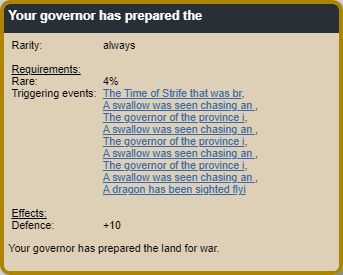 Your governor has prepared the
Rarity: always
Requirements:
Rare: 4%
Triggering events: The Time of Strife that was br,
A swallow was seen chasing an ,
The governor of the province i,
A swallow was seen chasing an ,
The governor of the province i,
A swallow was seen chasing an ,
The governor of the province i,
A swallow was seen chasing an ,
A dragon has been sighted flyi
Effects:
Defence: +10
Your governor has prepared the land for war.